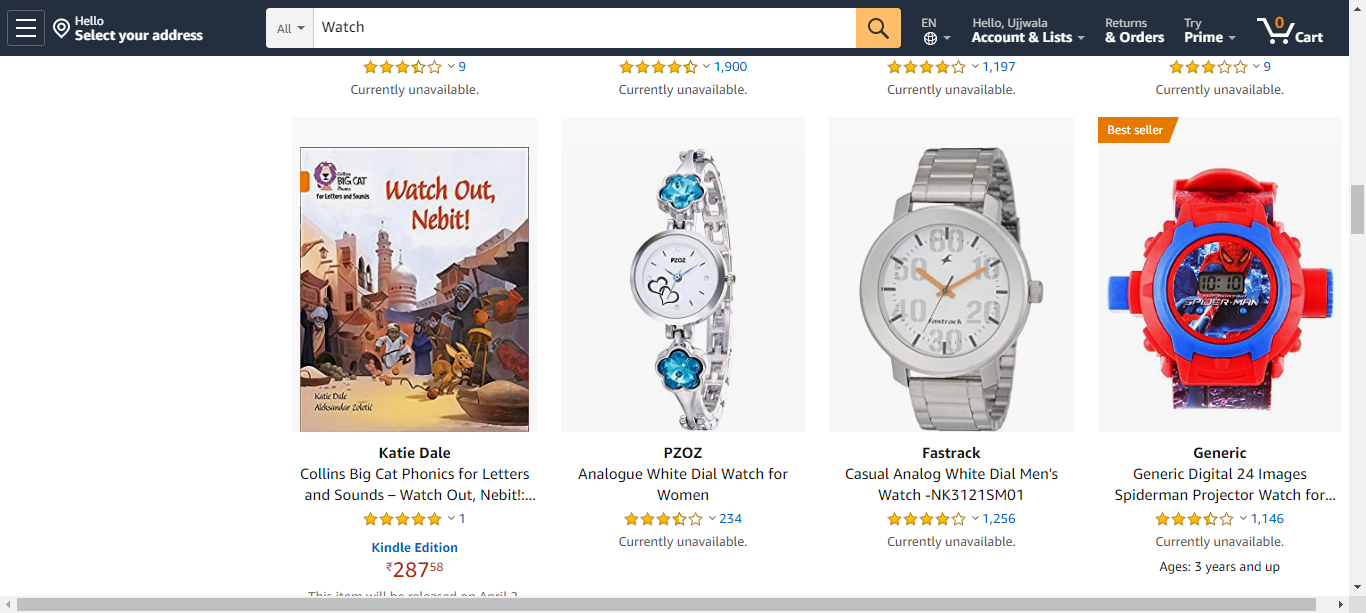 Hello
Select your address
All
Watch
EN
Hello, Ujjwala
Account & Lists
Returns
& Orders
Try
Prime
0
Cart
9
1,900
1,197
9
Currently unavailable.
Currently unavailable.
Currently unavailable.
Currently unavailable.
Collins
BIG CAT
Phonics
for Letters and Sounds
Watch Out,
Nebit!
Katie Dale
Aleksandar Zolotić
PZOZ
60
50 10
40 20
30
Fastrack
Best seller
10:10
SPIDER-MAN
Katie Dale
Collins Big Cat Phonics for Letters
and Sounds – Watch Out, Nebit!:...
1
Kindle Edition
₹28758
This item will be released on April 2
PZOZ
Analogue White Dial Watch for
Women
234
Currently unavailable.
Fastrack
Casual Analog White Dial Men's
Watch -NK3121SM01
1,256
Currently unavailable.
Generic
Generic Digital 24 Images
Spiderman Projector Watch for...
1,146
Currently unavailable.
Ages: 3 years and up